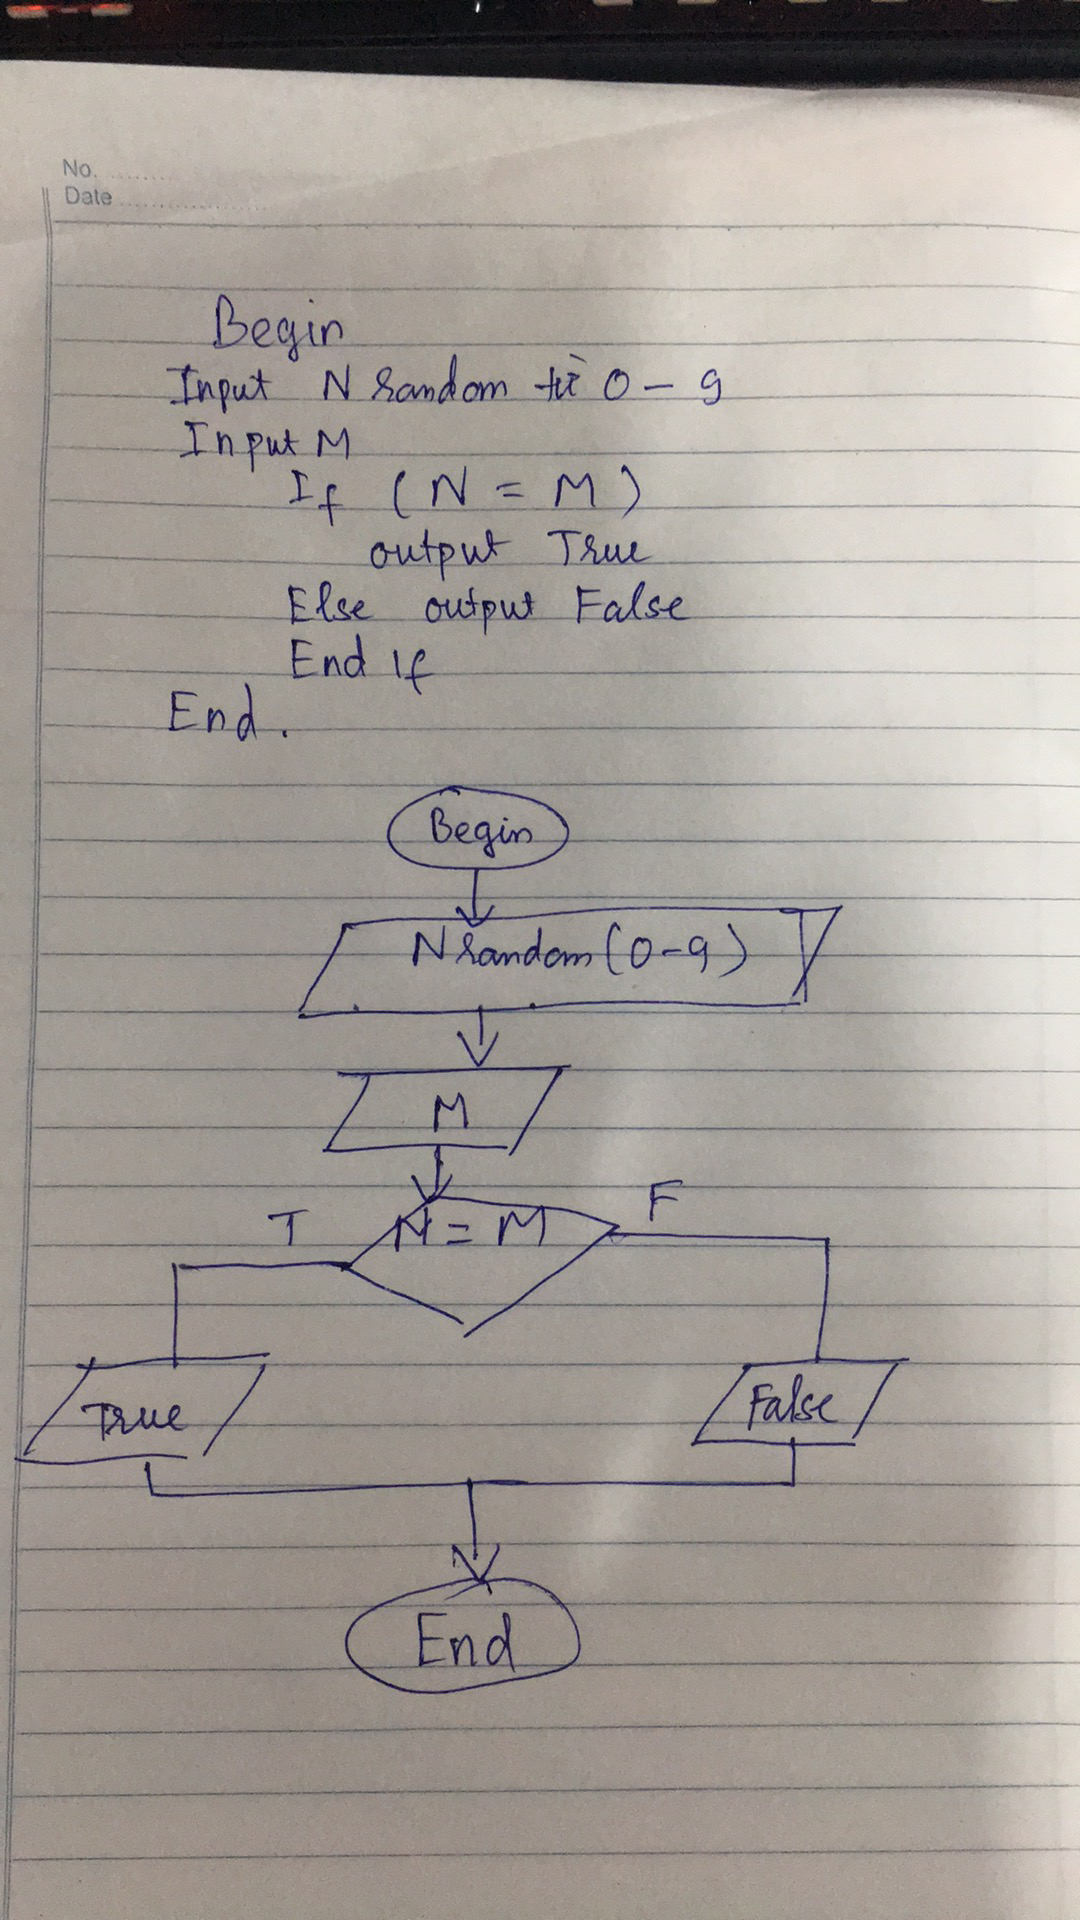 No. ..........
Date ......................
Begin
Input N random từ 0 - 9
Input M
If ( N = M )
output True
Else output False
End If
End.
Begin
N random (0-9)
M
N = M
T
F
True
False
End